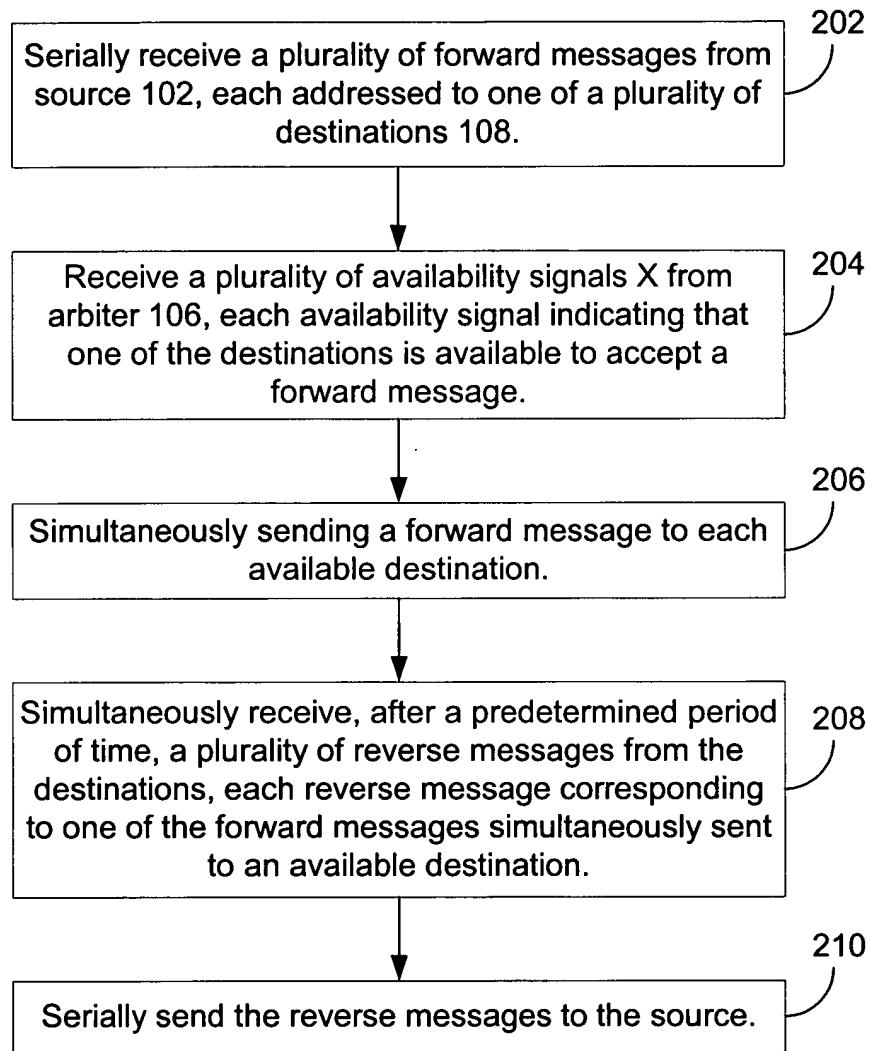 202
Serially receive a plurality of forward messages from
source 102, each addressed to one of a plurality of
destinations 108.
204
Receive a plurality of availability signals X from
arbiter 106, each availability signal indicating that
one of the destinations is available to accept a
forward message.
206
Simultaneously sending a forward message to each
available destination.
208
Simultaneously receive, after a predetermined period
of time, a plurality of reverse messages from the
destinations, each reverse message corresponding
to one of the forward messages simultaneously sent
to an available destination.
210
Serially send the reverse messages to the source.